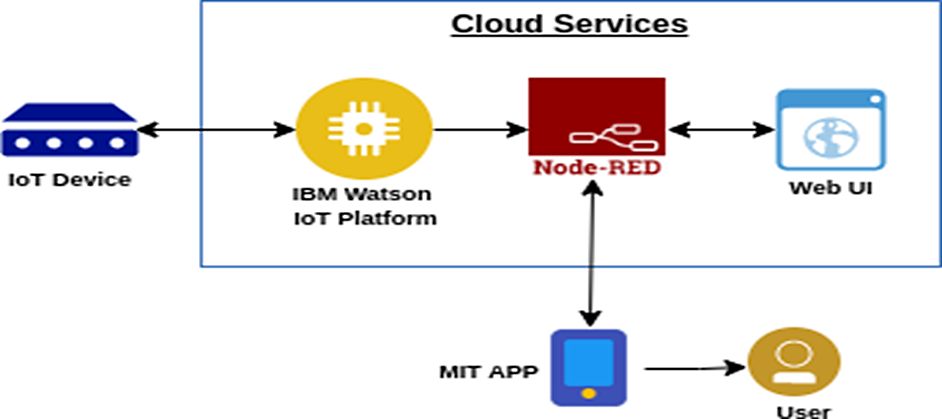 Cloud Services
IoT Device
IBM Watson
IoT Platform
Node-RED
Web UI
MIT APP
User